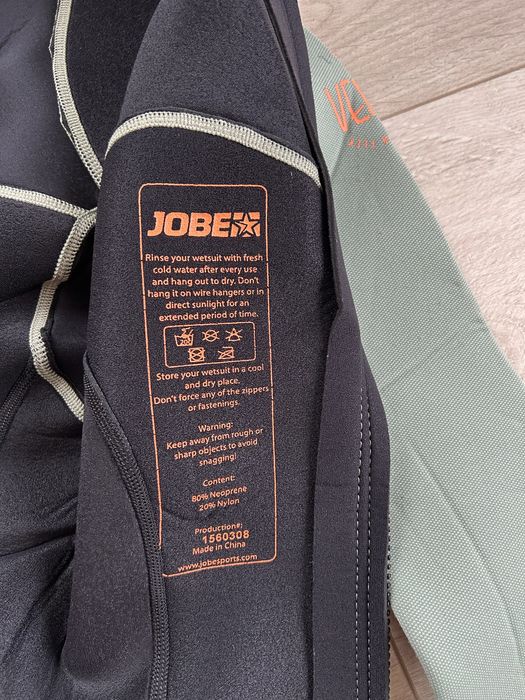 JOBE
Rinse your wetsuit with fresh
cold water after every use
and hang out to dry. Don't
hang it on wire hangers or in
direct sunlight for an
extended period of time.
Store your wetsuit in a cool
and dry place.
Don't force any of the zippers
or fastenings.
Warning:
Keep away from rough or
sharp objects to avoid
snagging!
Content:
80% Neoprene
20% Nylon
Production#:
1560308
Made in China
www.jobesports.com